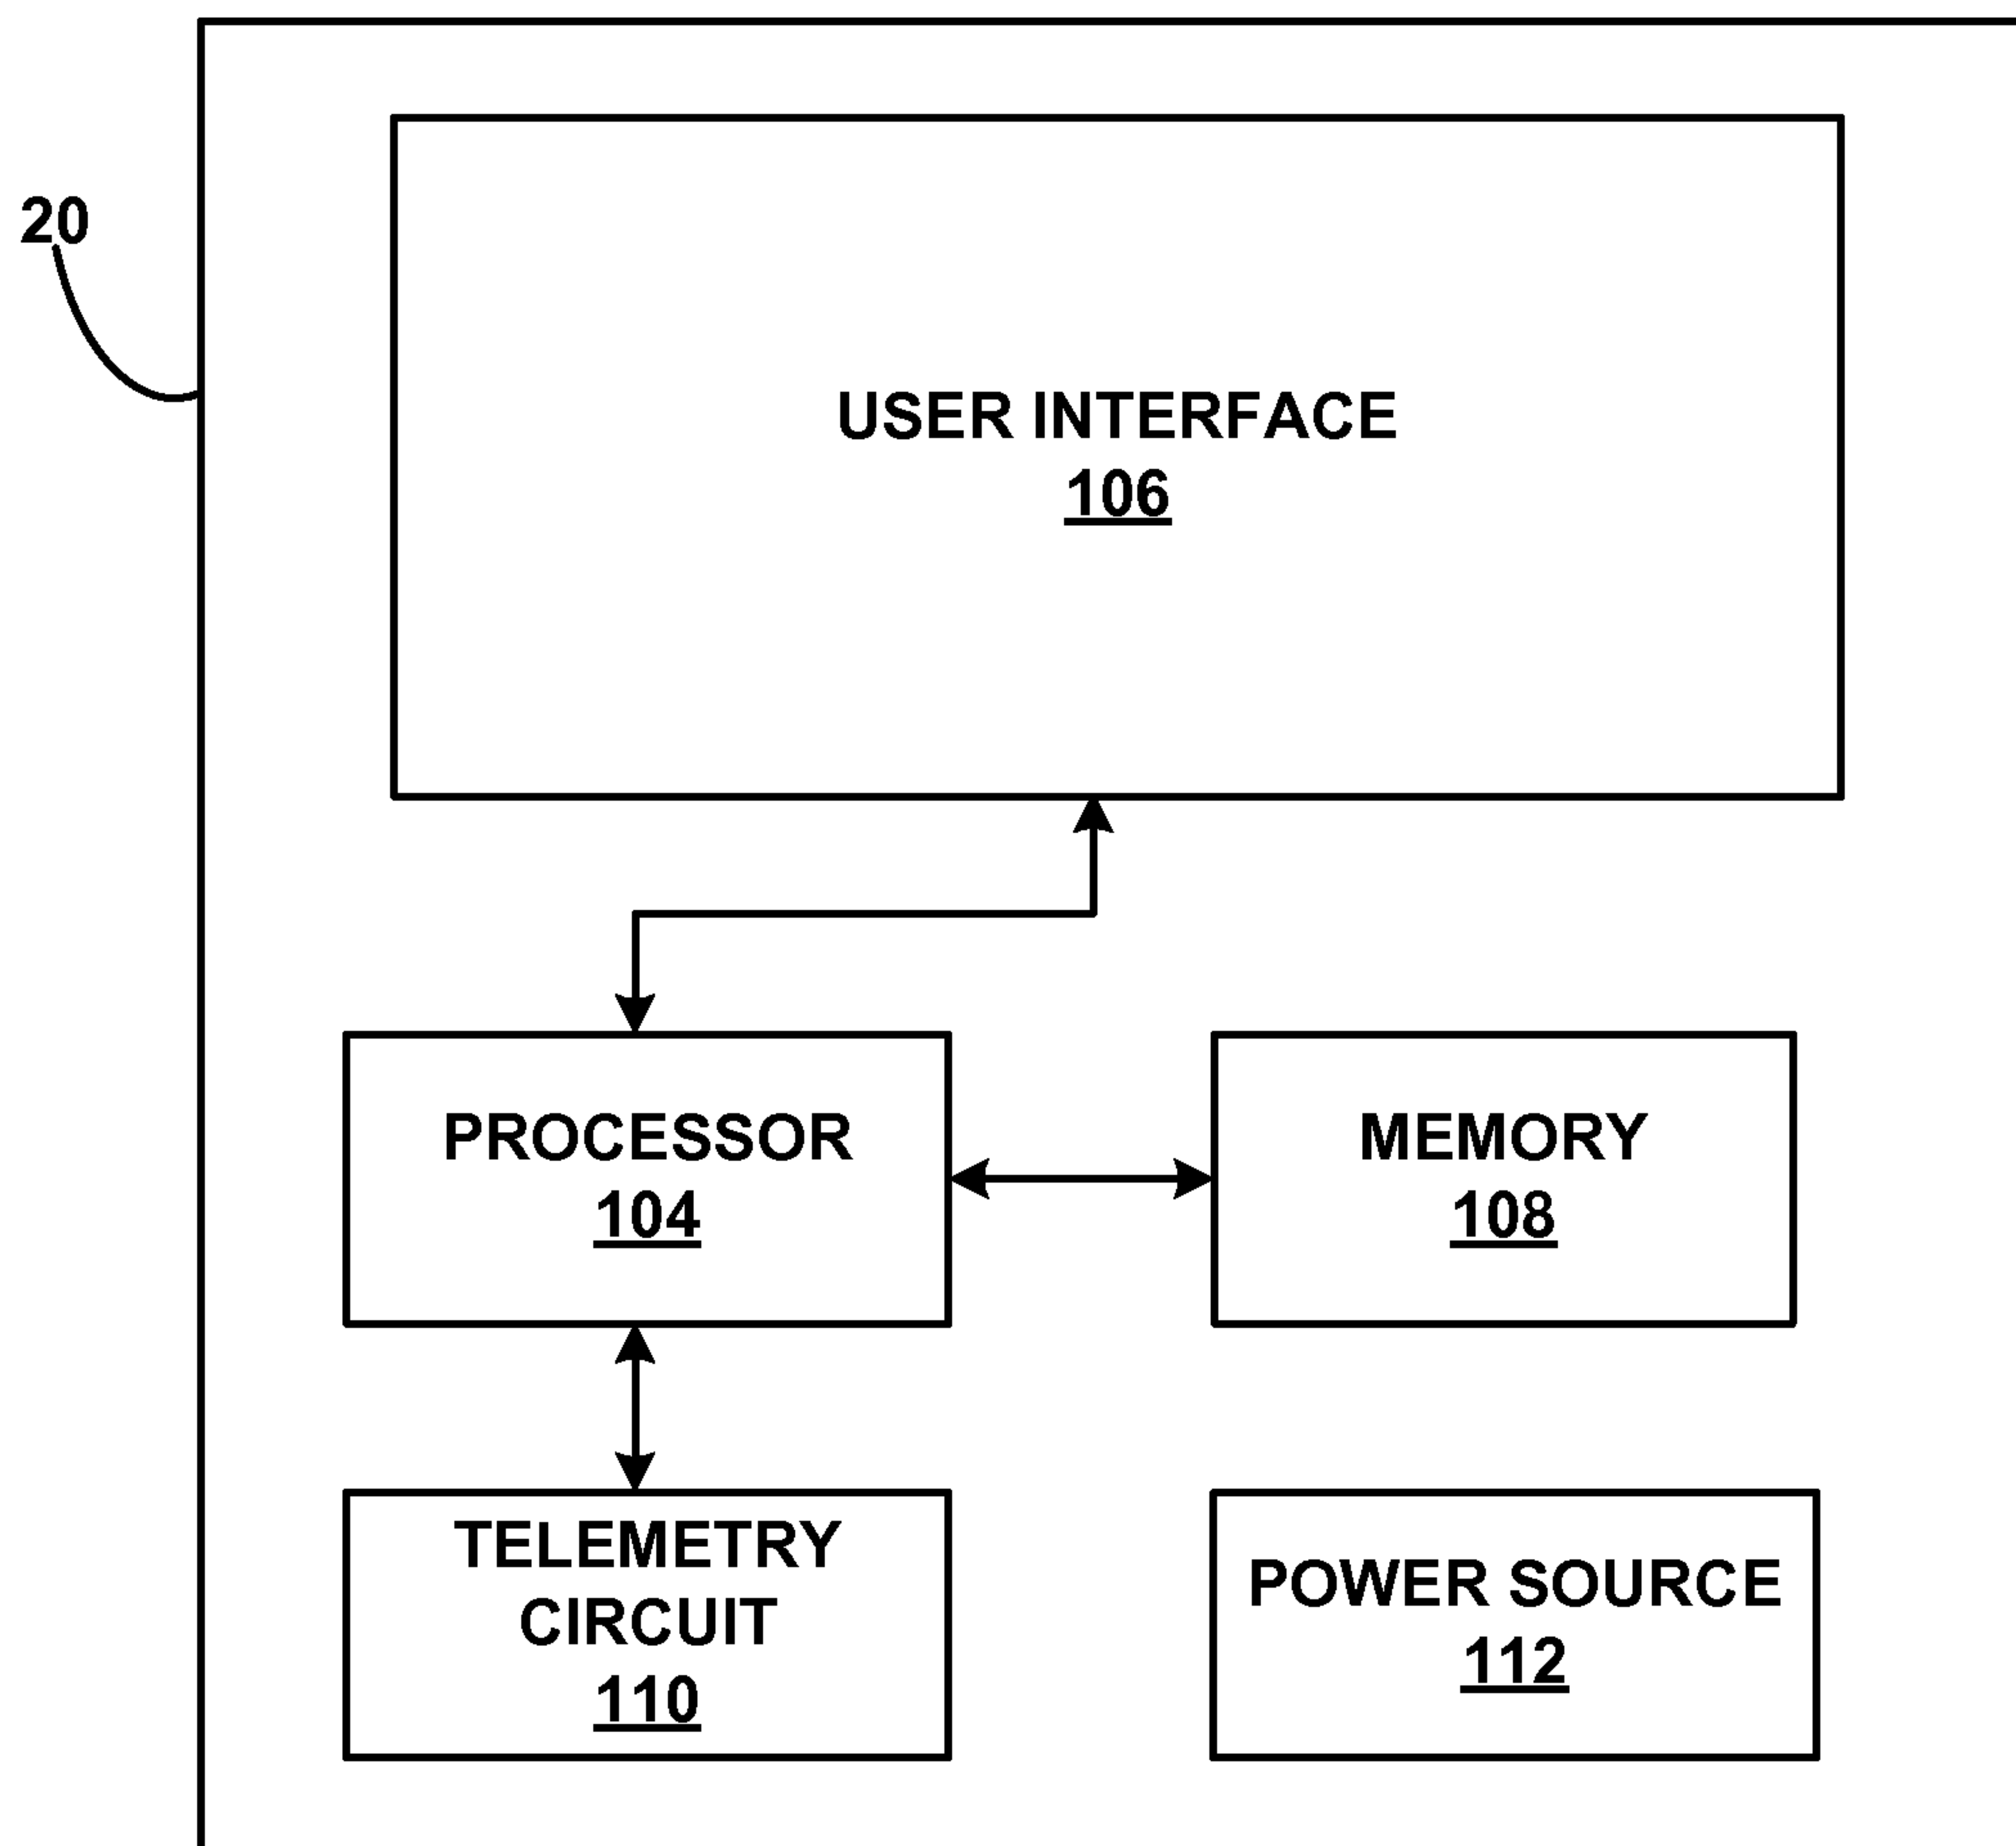 20
USER INTERFACE
106
PROCESSOR
104
MEMORY
108
TELEMETRY
CIRCUIT
110
POWER SOURCE
112